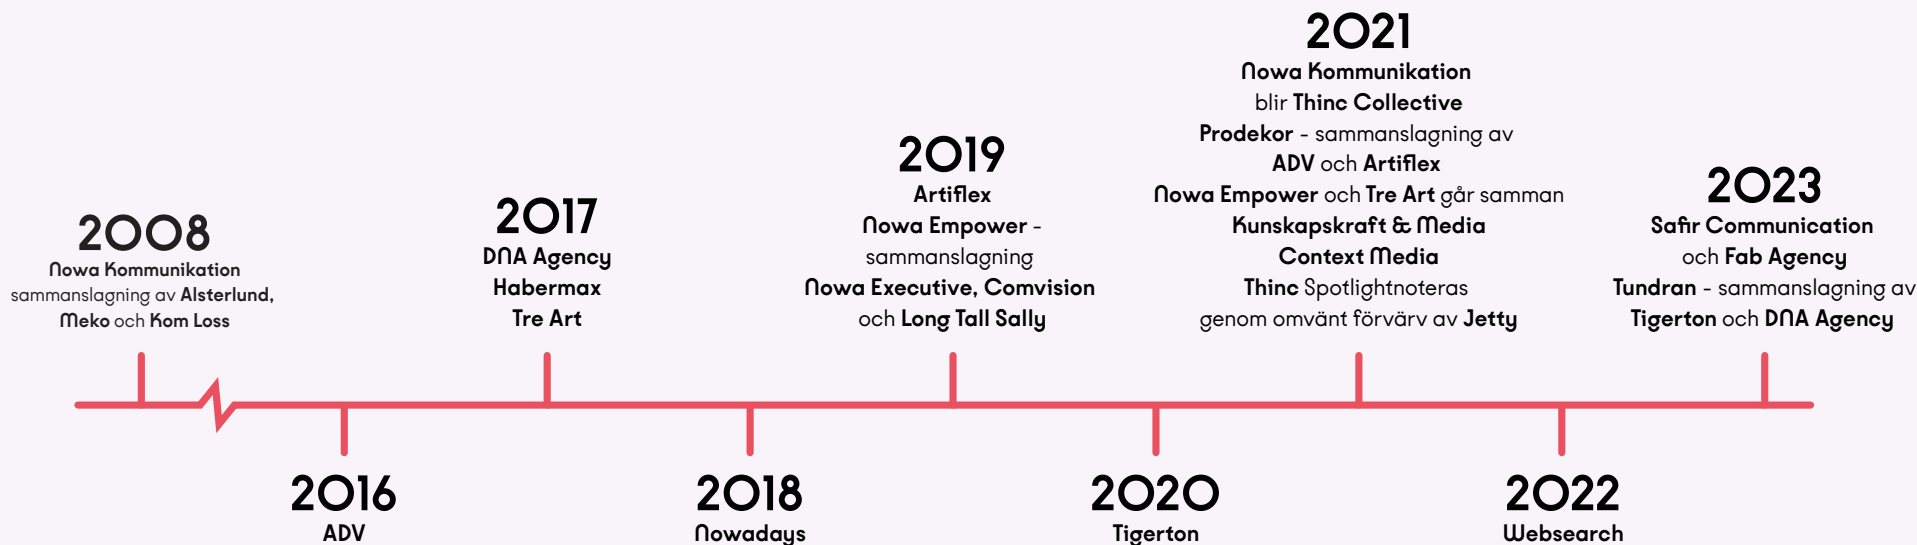 2008
Nowa Kommunikation
sammanslagning av Alsterlund,
Meko och Kom Loss
2016
ADV
2017
DNA Agency
Habermax
Tre Art
2018
Nowadays
2019
Artiflex
Nowa Empower -
sammanslagning
Nowa Executive, Comvision
och Long Tall Sally
2020
Tigerton
2021
Nowa Kommunikation
blir Thinc Collective
Prodekor - sammanslagning av
ADV och Artiflex
Nowa Empower och Tre Art går samman
Kunskapskraft & Media
Context Media
Thinc Spotlightnoteras
genom omvänt förvärv av Jetty
2022
Websearch
2023
Safir Communication
och Fab Agency
Tundran - sammanslagning av
Tigerton och DNA Agency